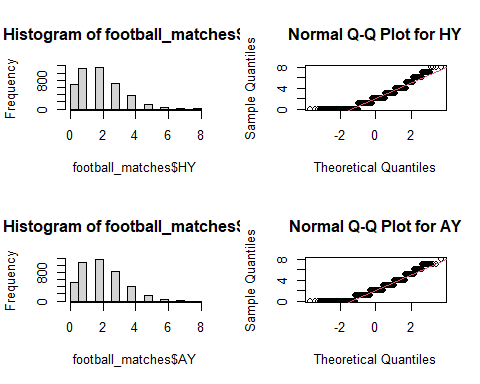 Histogram of football_matches$
Normal Q-Q Plot for HY
Frequency
0 800
0 2 4 6 8
football_matches$HY
Sample Quantiles
0 4 8
-2 0 2
Theoretical Quantiles
Histogram of football_matches$
Normal Q-Q Plot for AY
Frequency
0 800
0 2 4 6 8
football_matches$AY
Sample Quantiles
0 4 8
-2 0 2
Theoretical Quantiles